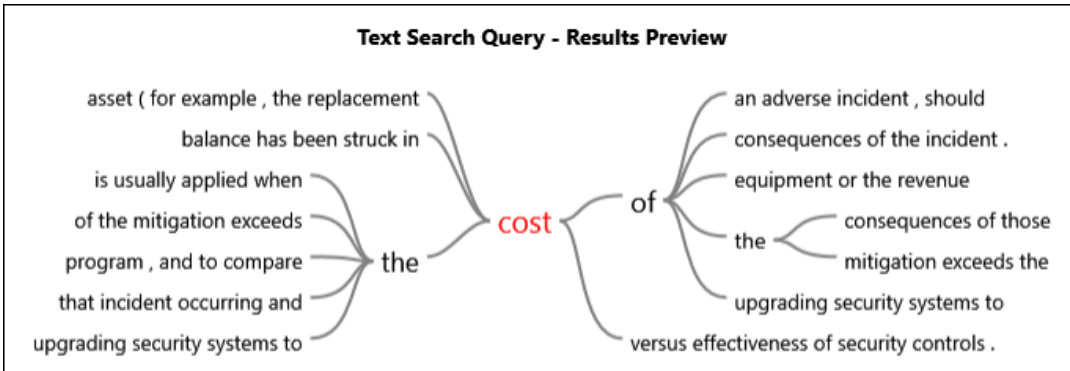 Text Search Query - Results Preview
asset ( for example , the replacement
balance has been struck in
is usually applied when
of the mitigation exceeds
program , and to compare
that incident occurring and
upgrading security systems to
the
cost
of
an adverse incident , should
consequences of the incident .
equipment or the revenue
the
consequences of those
mitigation exceeds the
upgrading security systems to
versus effectiveness of security controls .